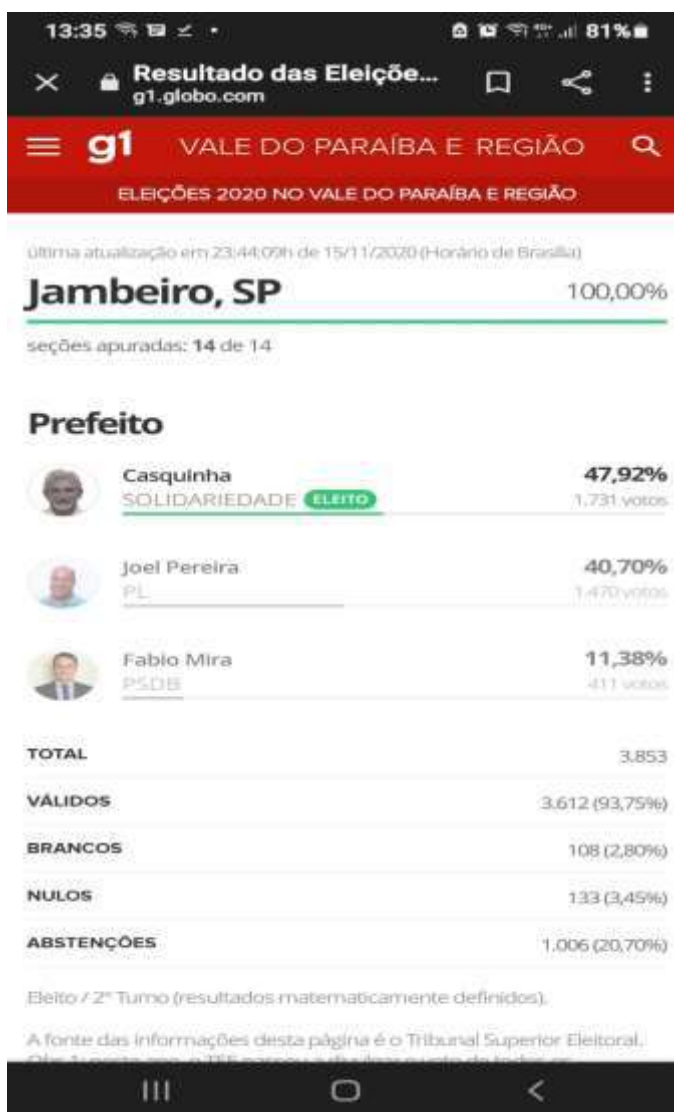 13:35 81%
Resultado das Eleiçõe...
g1.globo.com
g1 VALE DO PARAÍBA E REGIÃO
ELEIÇÕES 2020 NO VALE DO PARAÍBA E REGIÃO
última atualização em 23:44:09h de 15/11/2020 (Horário de Brasília)
Jambeiro, SP 100,00%
seções apuradas: 14 de 14
Prefeito
Casquinha 47,92%
SOLIDARIEDADE ELEITO 1.731 votos
Joel Pereira 40,70%
PL 1.470 votos
Fabio Mira 11,38%
PSDB 411 votos
TOTAL 3.853
VÁLIDOS 3.612 (93,75%)
BRANCOS 108 (2,80%)
NULOS 133 (3,45%)
ABSTENÇÕES 1.006 (20,70%)
Eleito / 2° Turno (resultados matematicamente definidos).
A fonte das informações desta página é o Tribunal Superior Eleitoral.